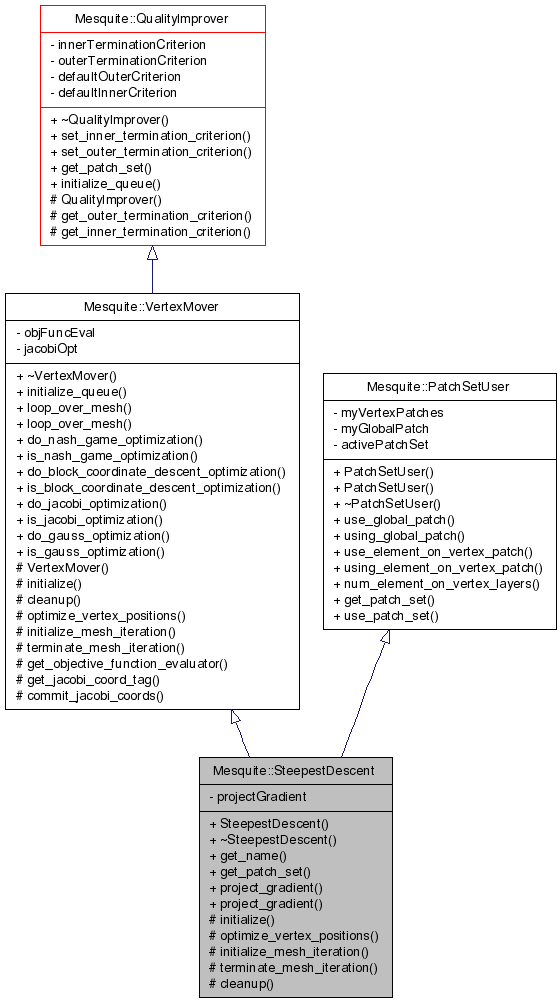 Mesquite::QualityImprover
- innerTerminationCriterion
- outerTerminationCriterion
- defaultOuterCriterion
- defaultInnerCriterion
+ ~QualityImprover()
+ set_inner_termination_criterion()
+ set_outer_termination_criterion()
+ get_patch_set()
+ initialize_queue()
# QualityImprover()
# get_outer_termination_criterion()
# get_inner_termination_criterion()
Mesquite::VertexMover
- objFuncEval
- jacobiOpt
+ ~VertexMover()
+ initialize_queue()
+ loop_over_mesh()
+ loop_over_mesh()
+ do_nash_game_optimization()
+ is_nash_game_optimization()
+ do_block_coordinate_descent_optimization()
+ is_block_coordinate_descent_optimization()
+ do_jacobi_optimization()
+ is_jacobi_optimization()
+ do_gauss_optimization()
+ is_gauss_optimization()
# VertexMover()
# initialize()
# cleanup()
# optimize_vertex_positions()
# initialize_mesh_iteration()
# terminate_mesh_iteration()
# get_objective_function_evaluator()
# get_jacobi_coord_tag()
# commit_jacobi_coords()
Mesquite::PatchSetUser
- myVertexPatches
- myGlobalPatch
- activePatchSet
+ PatchSetUser()
+ PatchSetUser()
+ ~PatchSetUser()
+ use_global_patch()
+ using_global_patch()
+ use_element_on_vertex_patch()
+ using_element_on_vertex_patch()
+ num_element_on_vertex_layers()
+ get_patch_set()
+ use_patch_set()
Mesquite::SteepestDescent
- projectGradient
+ SteepestDescent()
+ ~SteepestDescent()
+ get_name()
+ get_patch_set()
+ project_gradient()
+ project_gradient()
# initialize()
# optimize_vertex_positions()
# initialize_mesh_iteration()
# terminate_mesh_iteration()
# cleanup()